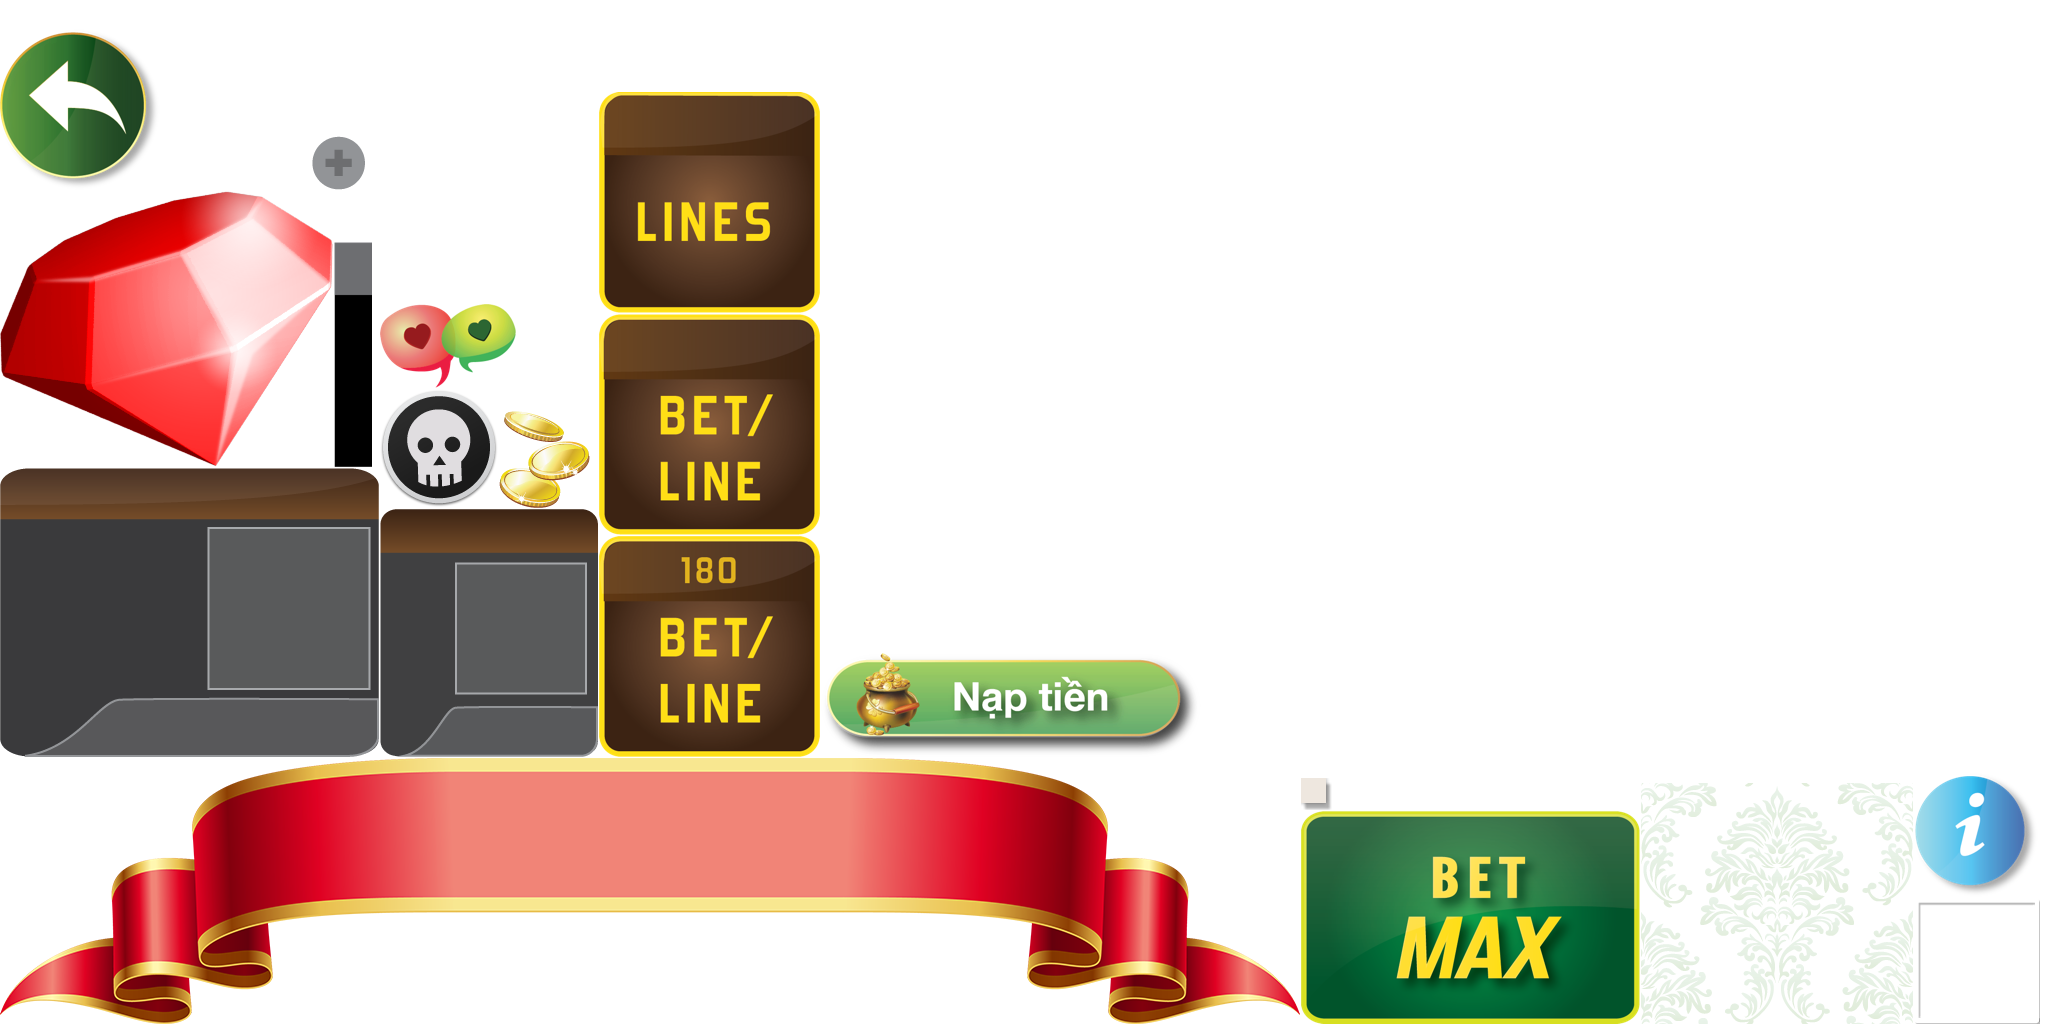 LINES
BET/
LINE
180
BET/
LINE
Nạp tiền
BET
MAX
i